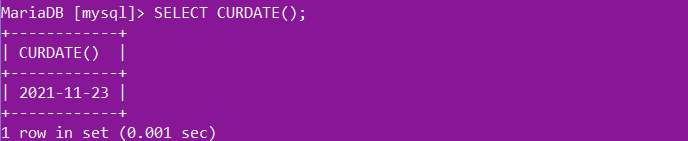 MariaDB [mysql]> SELECT CURDATE();
+------------+
| CURDATE()  |
+------------+
| 2021-11-23 |
+------------+
1 row in set (0.001 sec)